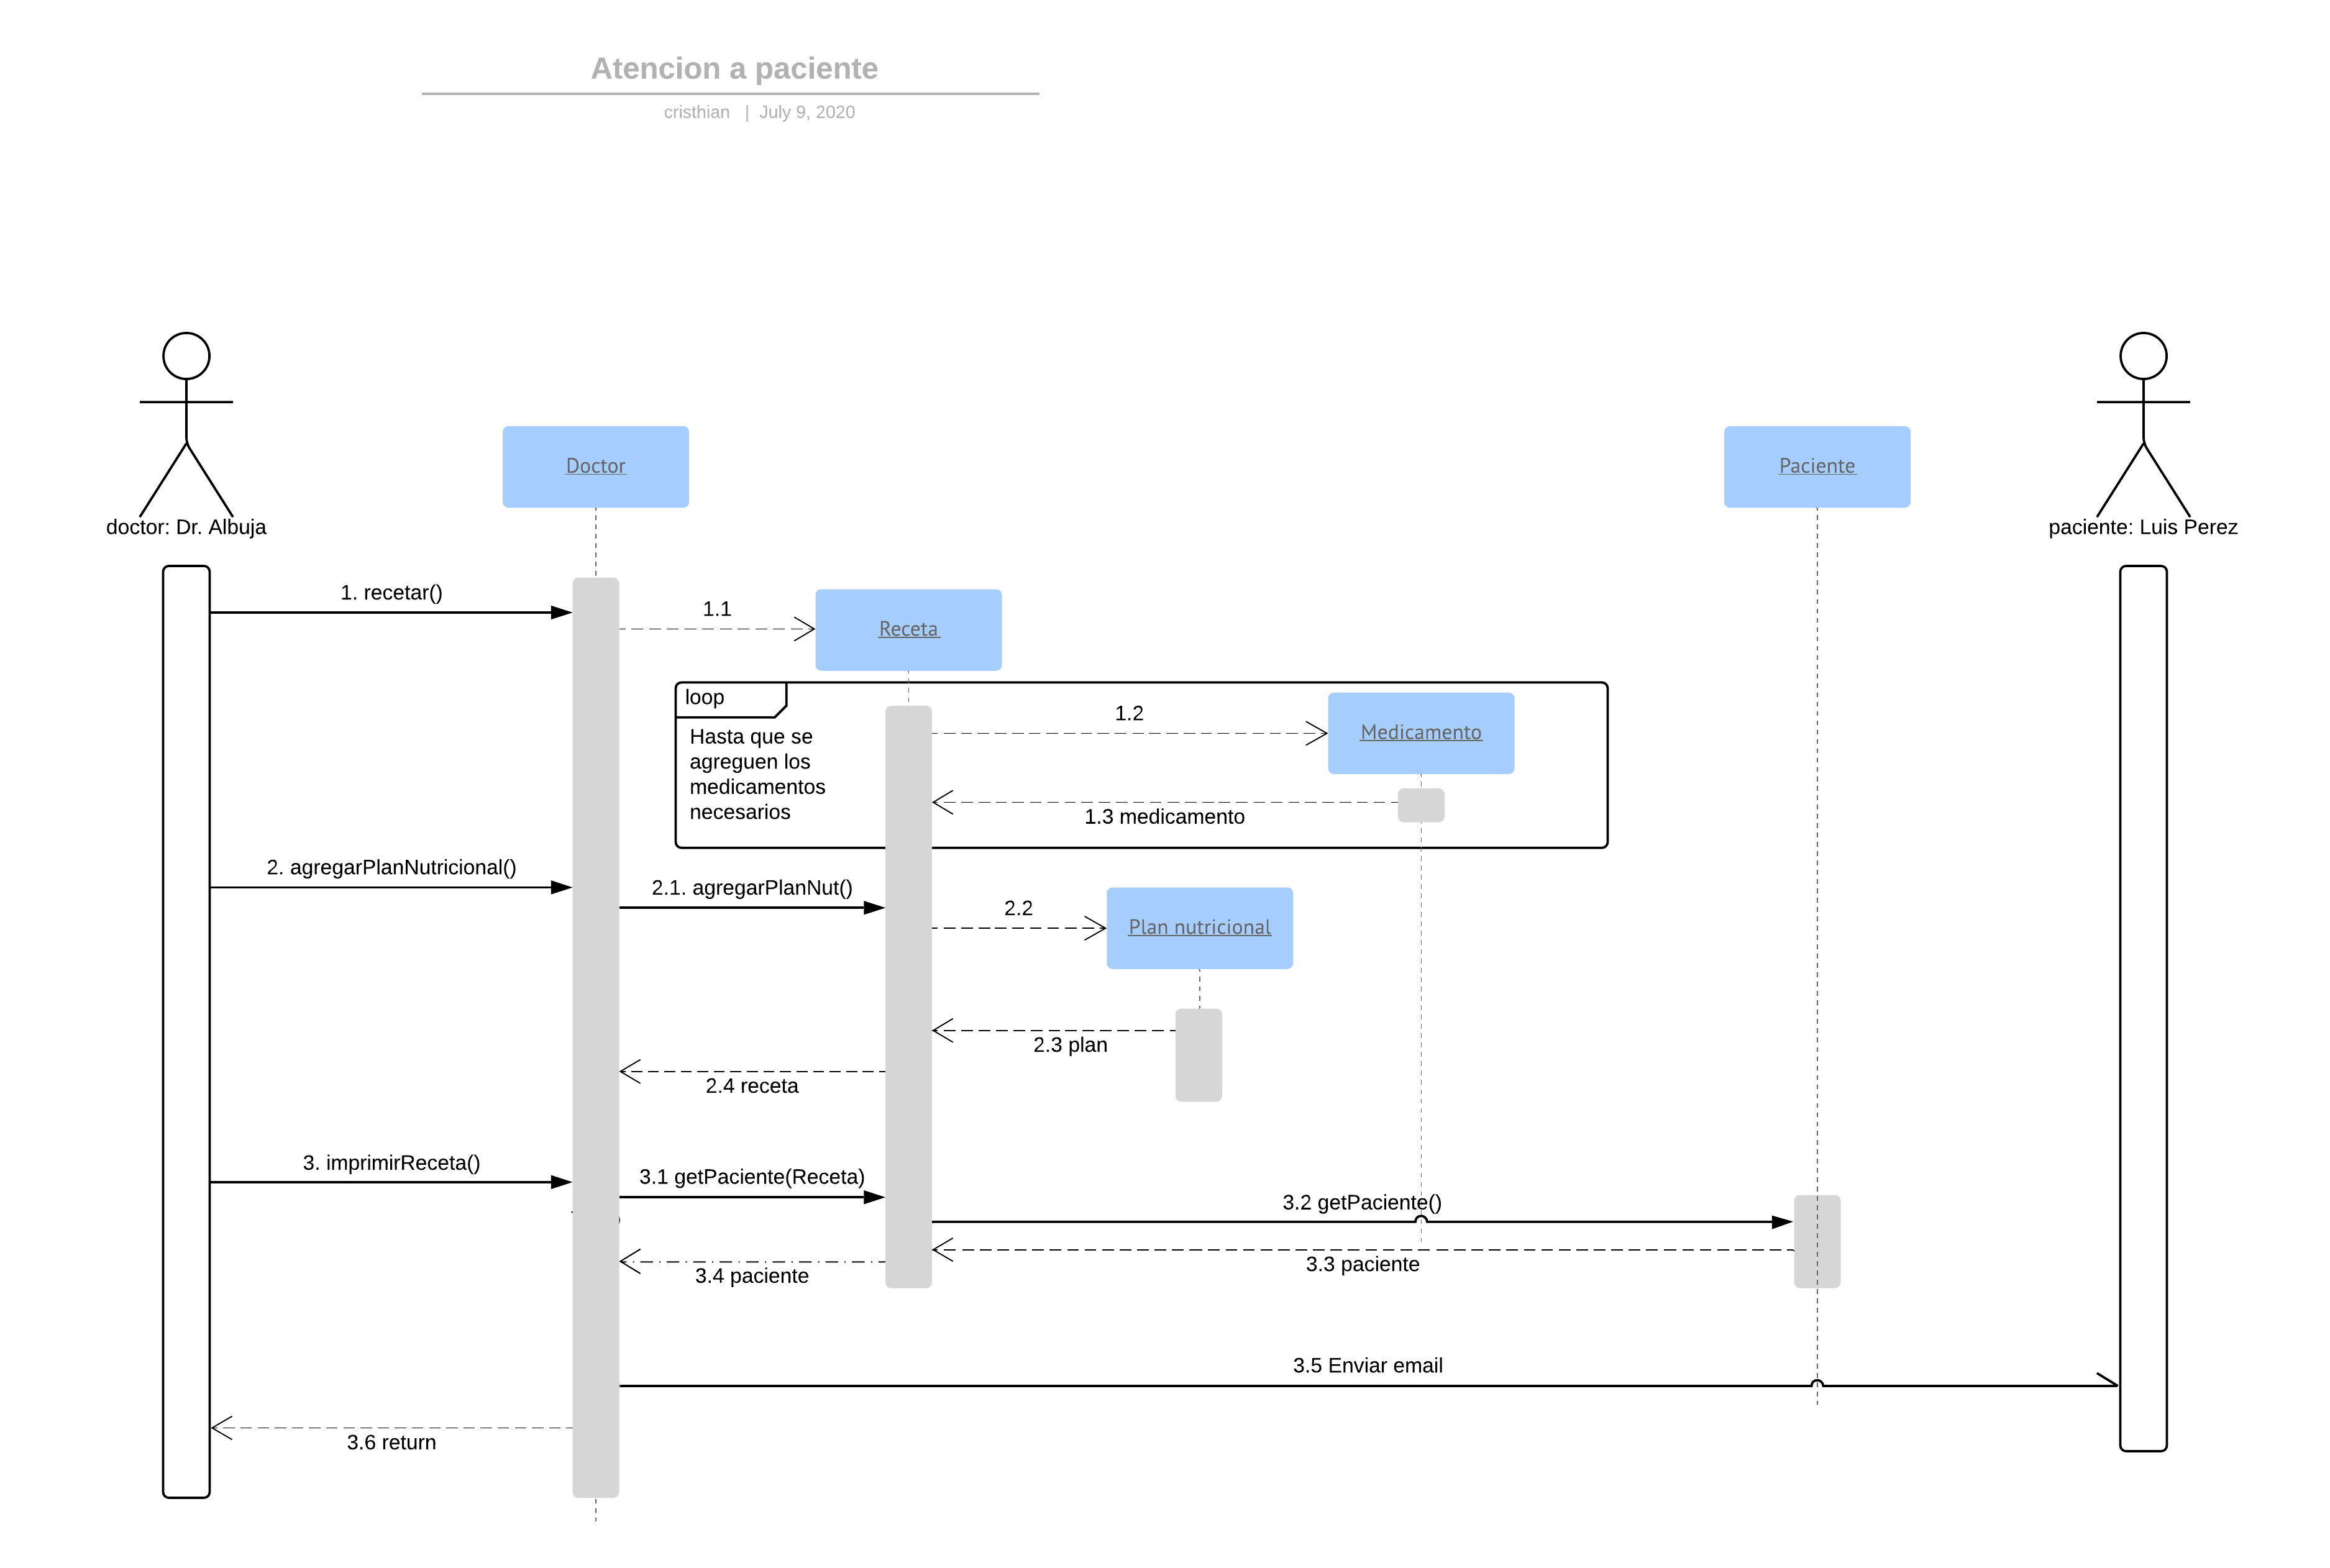 Atencion a paciente
cristhian | July 9, 2020
Doctor
Paciente
doctor: Dr. Albuja
paciente: Luis Perez
1. recetar()
1.1
Receta
loop
Hasta que se
agreguen los
medicamentos
necesarios
1.2
Medicamento
1.3 medicamento
2. agregarPlanNutricional()
2.1. agregarPlanNut()
2.2
Plan nutricional
2.3 plan
2.4 receta
3. imprimirReceta()
3.1 getPaciente(Receta)
3.2 getPaciente()
3.3 paciente
3.4 paciente
3.5 Enviar email
3.6 return